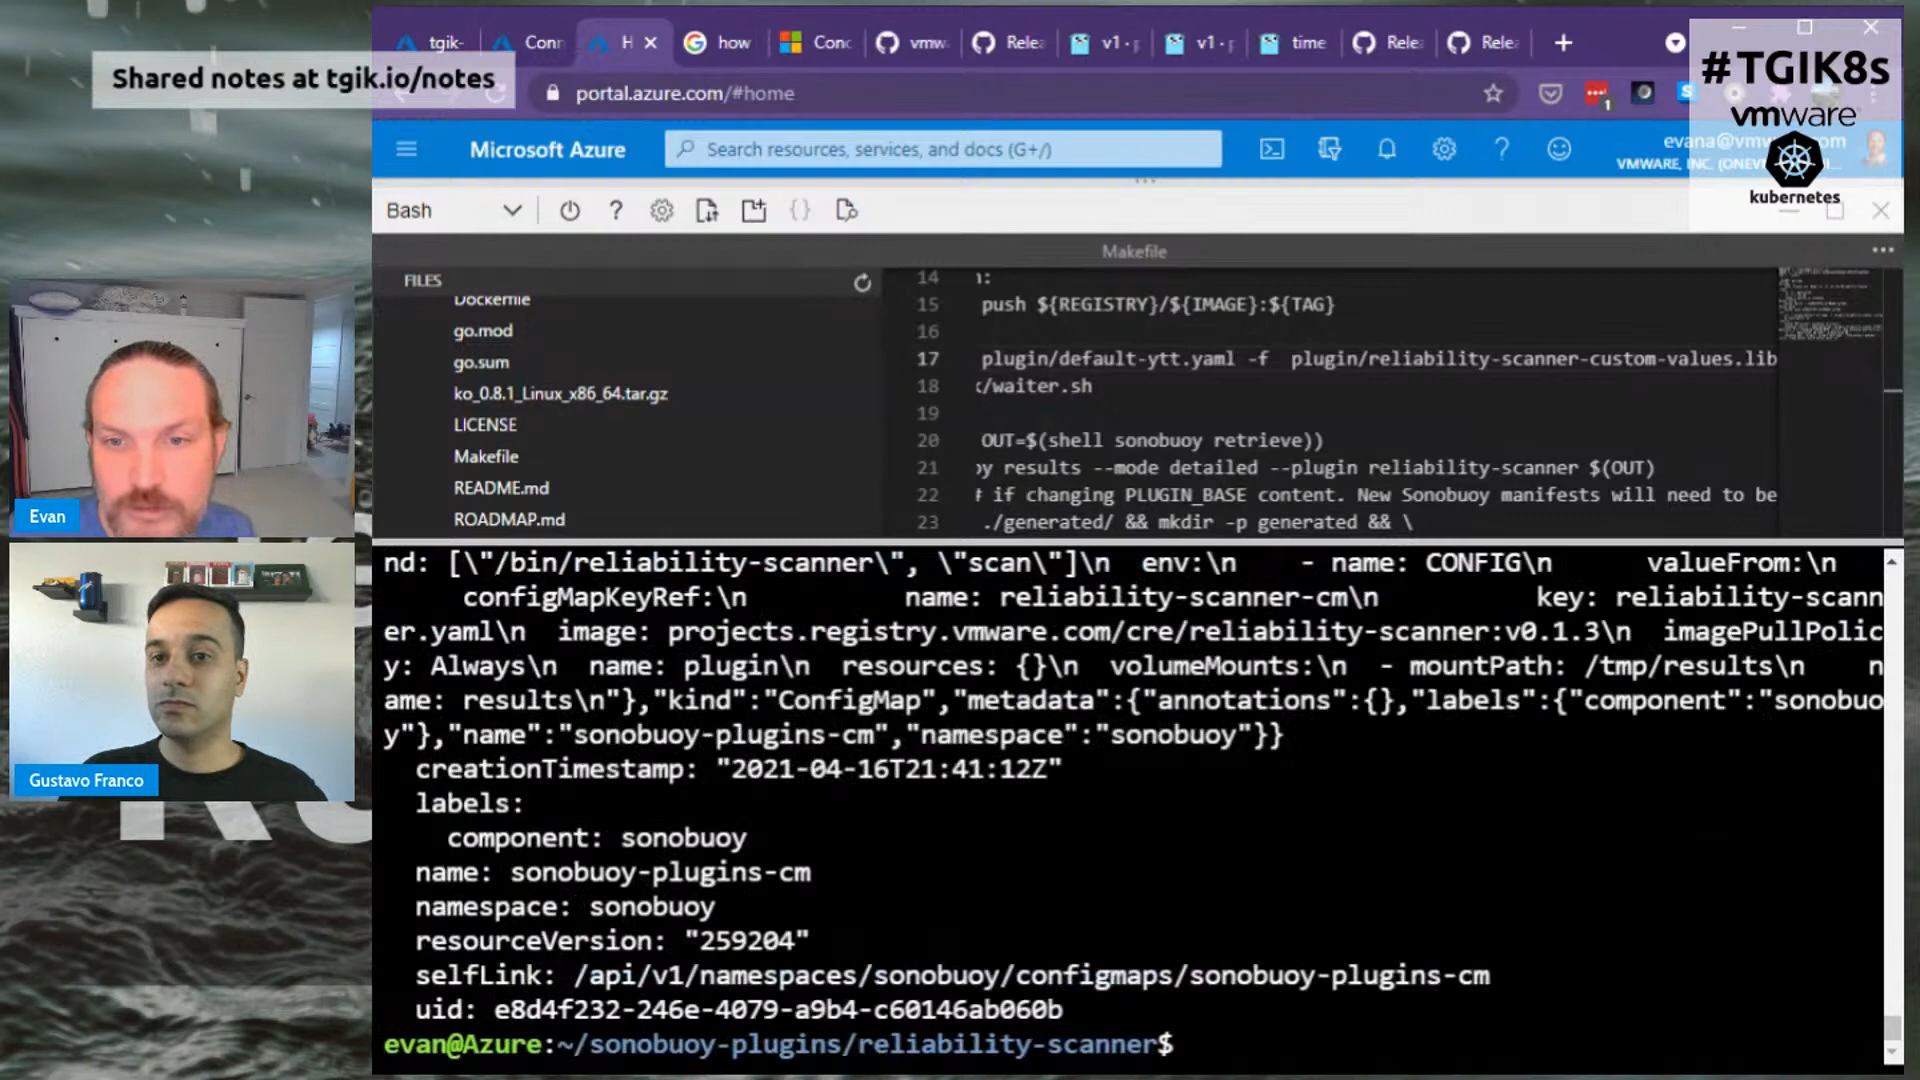 Shared notes at tgik.io/notes
tgik-
Conn
H
how
Conc
vmw
Rele
v1 · p
v1 · p
time
Rele
Rele
portal.azure.com/#home
1
#TGIK8s
vmware
kubernetes
Microsoft Azure
Search resources, services, and docs (G+/)
VMWARE, INC.
Bash
Makefile
FILES
Dockerfile
go.mod
go.sum
ko_0.8.1_Linux_x86_64.tar.gz
LICENSE
Makefile
README.md
ROADMAP.md
14 ı:
15 push ${REGISTRY}/${IMAGE}:${TAG}
16
17 plugin/default-ytt.yaml -f  plugin/reliability-scanner-custom-values.lib
18 /waiter.sh
19
20 OUT=$(shell sonobuoy retrieve))
21 y results --mode detailed --plugin reliability-scanner $(OUT)
22 if changing PLUGIN_BASE content. New Sonobuoy manifests will need to be
23 ./generated/ && mkdir -p generated && \
nd: [\"/bin/reliability-scanner\", \"scan\"]\n  env:\n    - name: CONFIG\n      valueFrom:\n
     configMapKeyRef:\n          name: reliability-scanner-cm\n          key: reliability-scann
er.yaml\n  image: projects.registry.vmware.com/cre/reliability-scanner:v0.1.3\n  imagePullPolic
y: Always\n  name: plugin\n  resources: {}\n  volumeMounts:\n  - mountPath: /tmp/results\n    n
ame: results\n"},"kind":"ConfigMap","metadata":{"annotations":{},"labels":{"component":"sonobuo
y"},"name":"sonobuoy-plugins-cm","namespace":"sonobuoy"}}
  creationTimestamp: "2021-04-16T21:41:12Z"
  labels:
    component: sonobuoy
  name: sonobuoy-plugins-cm
  namespace: sonobuoy
  resourceVersion: "259204"
  selfLink: /api/v1/namespaces/sonobuoy/configmaps/sonobuoy-plugins-cm
  uid: e8d4f232-246e-4079-a9b4-c60146ab060b
evan@Azure:~/sonobuoy-plugins/reliability-scanner$
Evan
Gustavo Franco